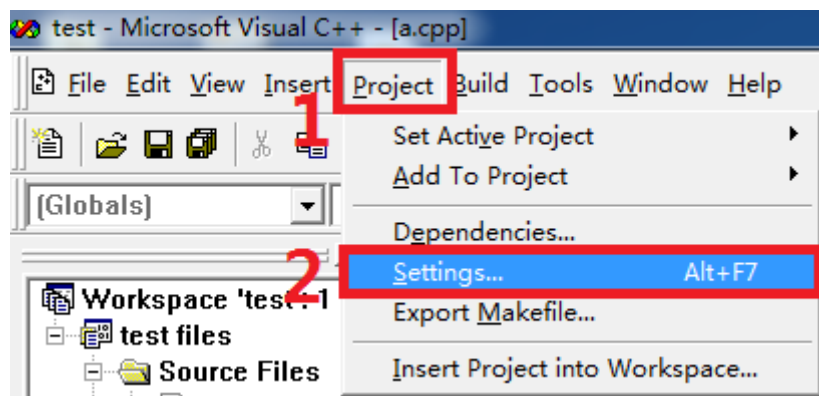 test - Microsoft Visual C++ - [a.cpp]
File Edit View Insert Project Build Tools Window Help
1
Set Active Project
Add To Project
(Globals)
Dependencies...
2
Settings... Alt+F7
Workspace 'test': 1
Export Makefile...
test files
Source Files
Insert Project into Workspace...